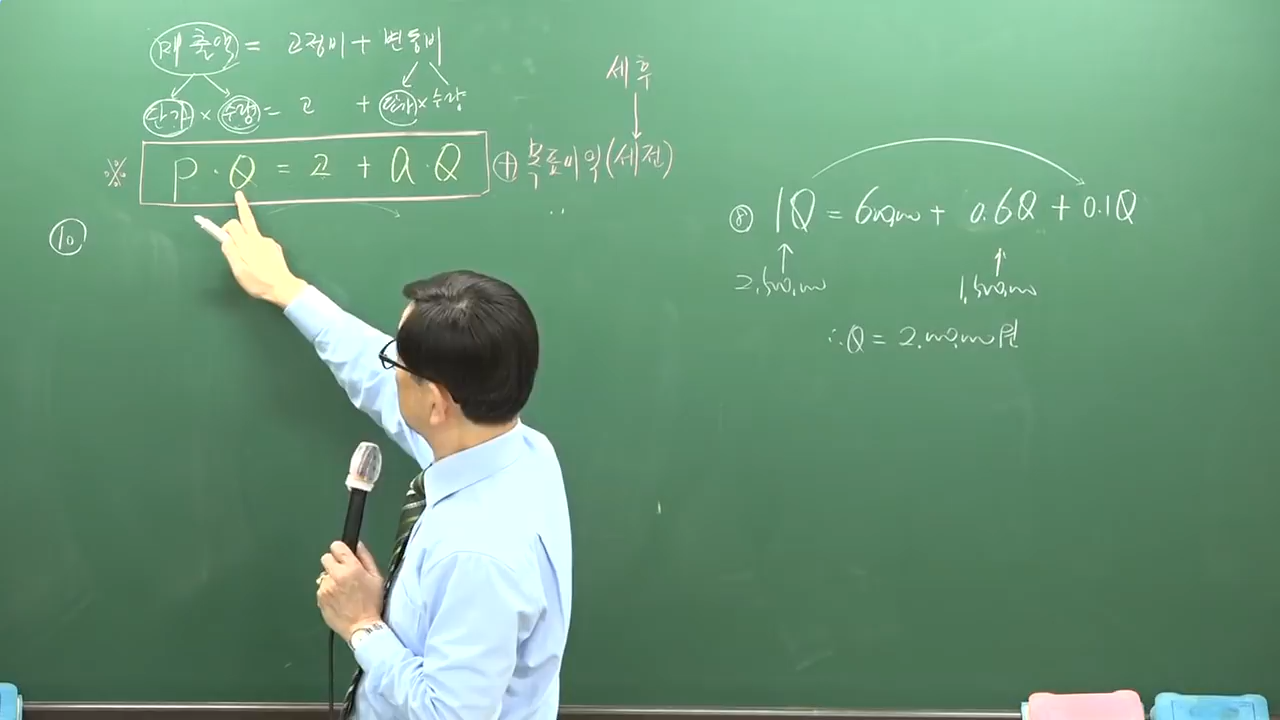 매출액 = 고정비 + 변동비
단가 × 수량 = 고 + 단가 × 수량
※ P · Q = 고 + a · Q ⊕ 목표이익(세전)
세후
⑩
⑧ 1Q = 600,000 + 0.6Q + 0.1Q
2,500,000 1,500,000
∴Q = 2,000,000원